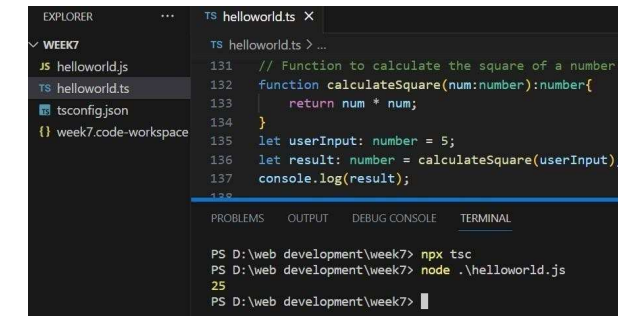 EXPLORER ···
WEEK7
JS helloworld.js
TS helloworld.ts
TS tsconfig.json
{} week7.code-workspace
TS helloworld.ts X
TS helloworld.ts > ...
131 // Function to calculate the square of a number
132 function calculateSquare(num:number):number{
133 return num * num;
134 }
135 let userInput: number = 5;
136 let result: number = calculateSquare(userInput);
137 console.log(result);
138
PROBLEMS OUTPUT DEBUG CONSOLE TERMINAL
PS D:\web development\week7> npx tsc
PS D:\web development\week7> node .\helloworld.js
25
PS D:\web development\week7>